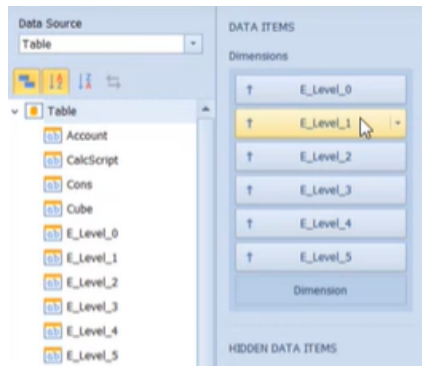 Data Source
Table
Table
Account
CalcScript
Cons
Cube
E_Level_0
E_Level_1
E_Level_2
E_Level_3
E_Level_4
E_Level_5
DATA ITEMS
Dimensions
E_Level_0
E_Level_1
E_Level_2
E_Level_3
E_Level_4
E_Level_5
Dimension
HIDDEN DATA ITEMS